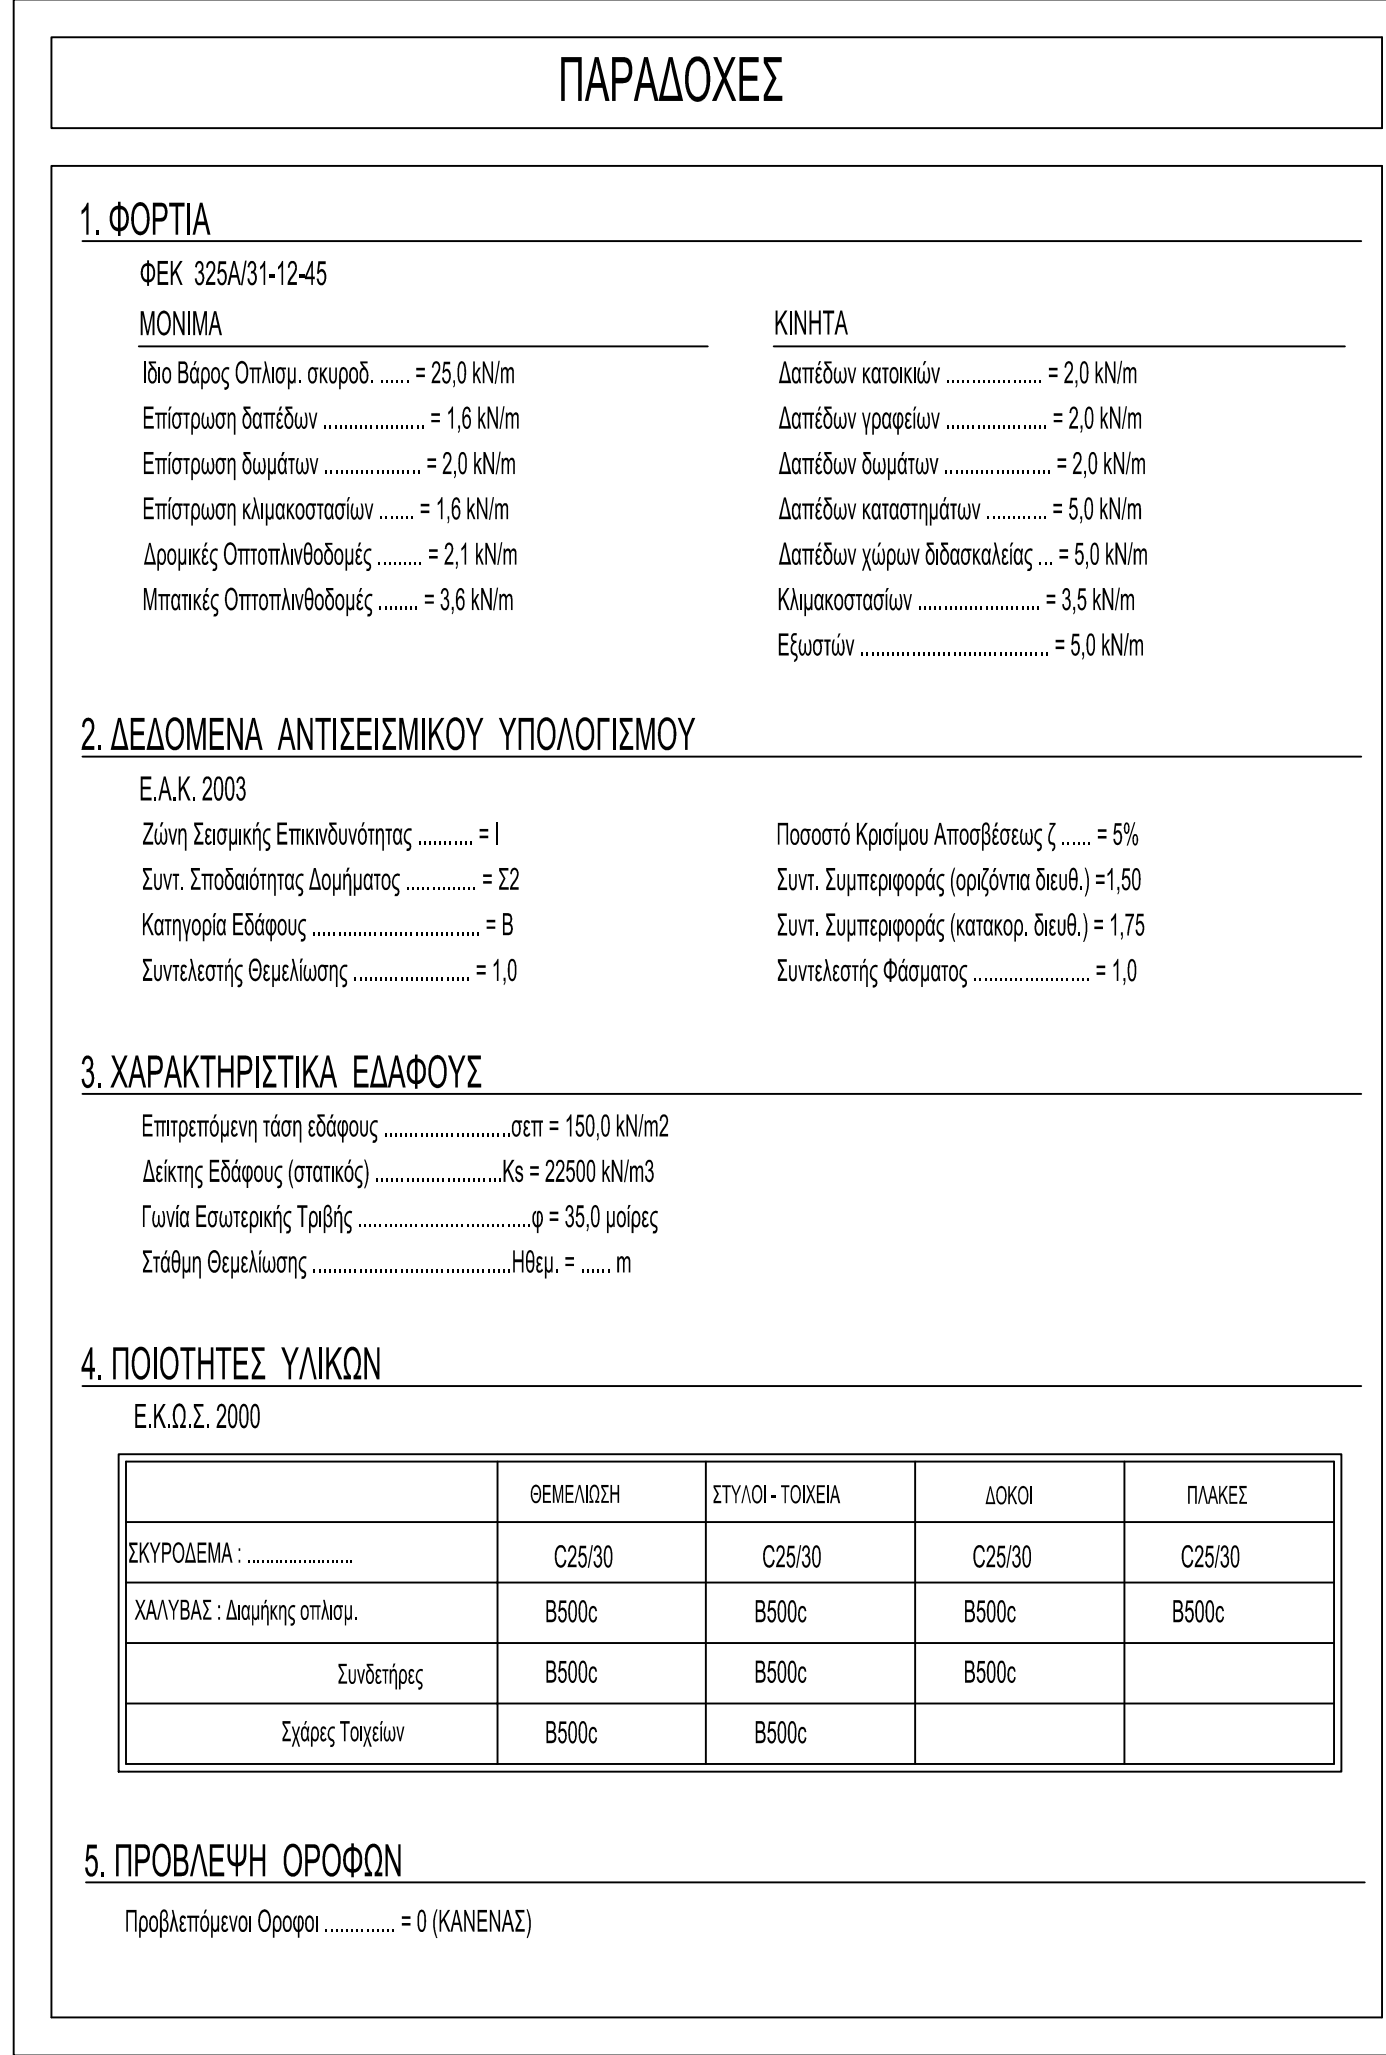 ΠΑΡΑΔΟΧΕΣ
1. ΦΟΡΤΙΑ
ΦΕΚ 325Α/31-12-45
ΜΟΝΙΜΑ
Ιδιο Βάρος Οπλισμ. σκυροδ. ...... = 25,0 kN/m
Επίστρωση δαπέδων .................... = 1,6 kN/m
Επίστρωση δωμάτων ................... = 2,0 kN/m
Επίστρωση κλιμακοστασίων ....... = 1,6 kN/m
Δρομικές Οπτοπλινθοδομές ......... = 2,1 kN/m
Μπατικές Οπτοπλινθοδομές ........ = 3,6 kN/m
ΚΙΝΗΤΑ
Δαπέδων κατοικιών ................... = 2,0 kN/m
Δαπέδων γραφείων .................... = 2,0 kN/m
Δαπέδων δωμάτων ..................... = 2,0 kN/m
Δαπέδων καταστημάτων ............ = 5,0 kN/m
Δαπέδων χώρων διδασκαλείας ... = 5,0 kN/m
Κλιμακοστασίων ........................ = 3,5 kN/m
Εξωστών ..................................... = 5,0 kN/m
2. ΔΕΔΟΜΕΝΑ ΑΝΤΙΣΕΙΣΜΙΚΟΥ ΥΠΟΛΟΓΙΣΜΟΥ
Ε.Α.Κ. 2003
Ζώνη Σεισμικής Επικινδυνότητας ........... = Ι
Συντ. Σποδαιότητας Δομήματος .............. = Σ2
Κατηγορία Εδάφους ................................. = Β
Συντελεστής Θεμελίωσης ....................... = 1,0
Ποσοστό Κρισίμου Αποσβέσεως ζ ...... = 5%
Συντ. Συμπεριφοράς (οριζόντια διευθ.) =1,50
Συντ. Συμπεριφοράς (κατακορ. διευθ.) = 1,75
Συντελεστής Φάσματος ....................... = 1,0
3. ΧΑΡΑΚΤΗΡΙΣΤΙΚΑ ΕΔΑΦΟΥΣ
Επιτρεπόμενη τάση εδάφους .........................σεπ = 150,0 kN/m2
Δείκτης Εδάφους (στατικός) .........................Ks = 22500 kN/m3
Γωνία Εσωτερικής Τριβής ..................................φ = 35,0 μοίρες
Στάθμη Θεμελίωσης .......................................Ηθεμ. = ...... m
4. ΠΟΙΟΤΗΤΕΣ ΥΛΙΚΩΝ
Ε.Κ.Ω.Σ. 2000
ΘΕΜΕΛΙΩΣΗ ΣΤΥΛΟΙ - ΤΟΙΧΕΙΑ ΔΟΚΟΙ ΠΛΑΚΕΣ
ΣΚΥΡΟΔΕΜΑ : ...................... C25/30 C25/30 C25/30 C25/30
ΧΑΛΥΒΑΣ : Διαμήκης οπλισμ. B500c B500c B500c B500c
Συνδετήρες B500c B500c B500c
Σχάρες Τοιχείων B500c B500c
5. ΠΡΟΒΛΕΨΗ ΟΡΟΦΩΝ
Προβλεπόμενοι Οροφοι .............. = 0 (ΚΑΝΕΝΑΣ)